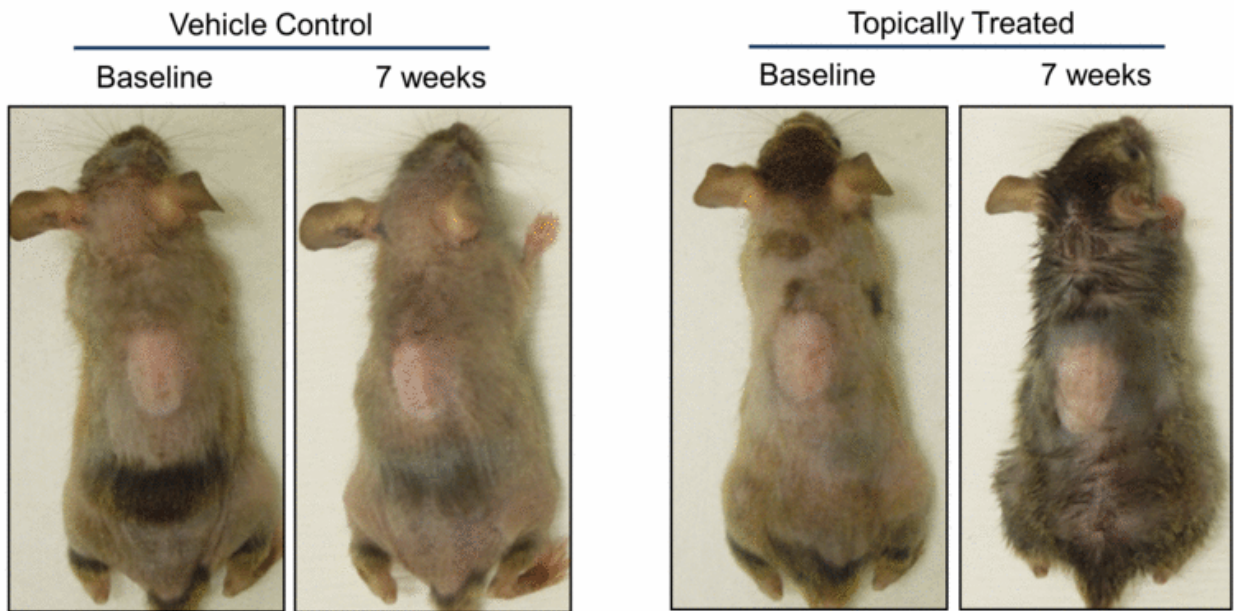 Vehicle Control
Baseline
7 weeks
Topically Treated
Baseline
7 weeks